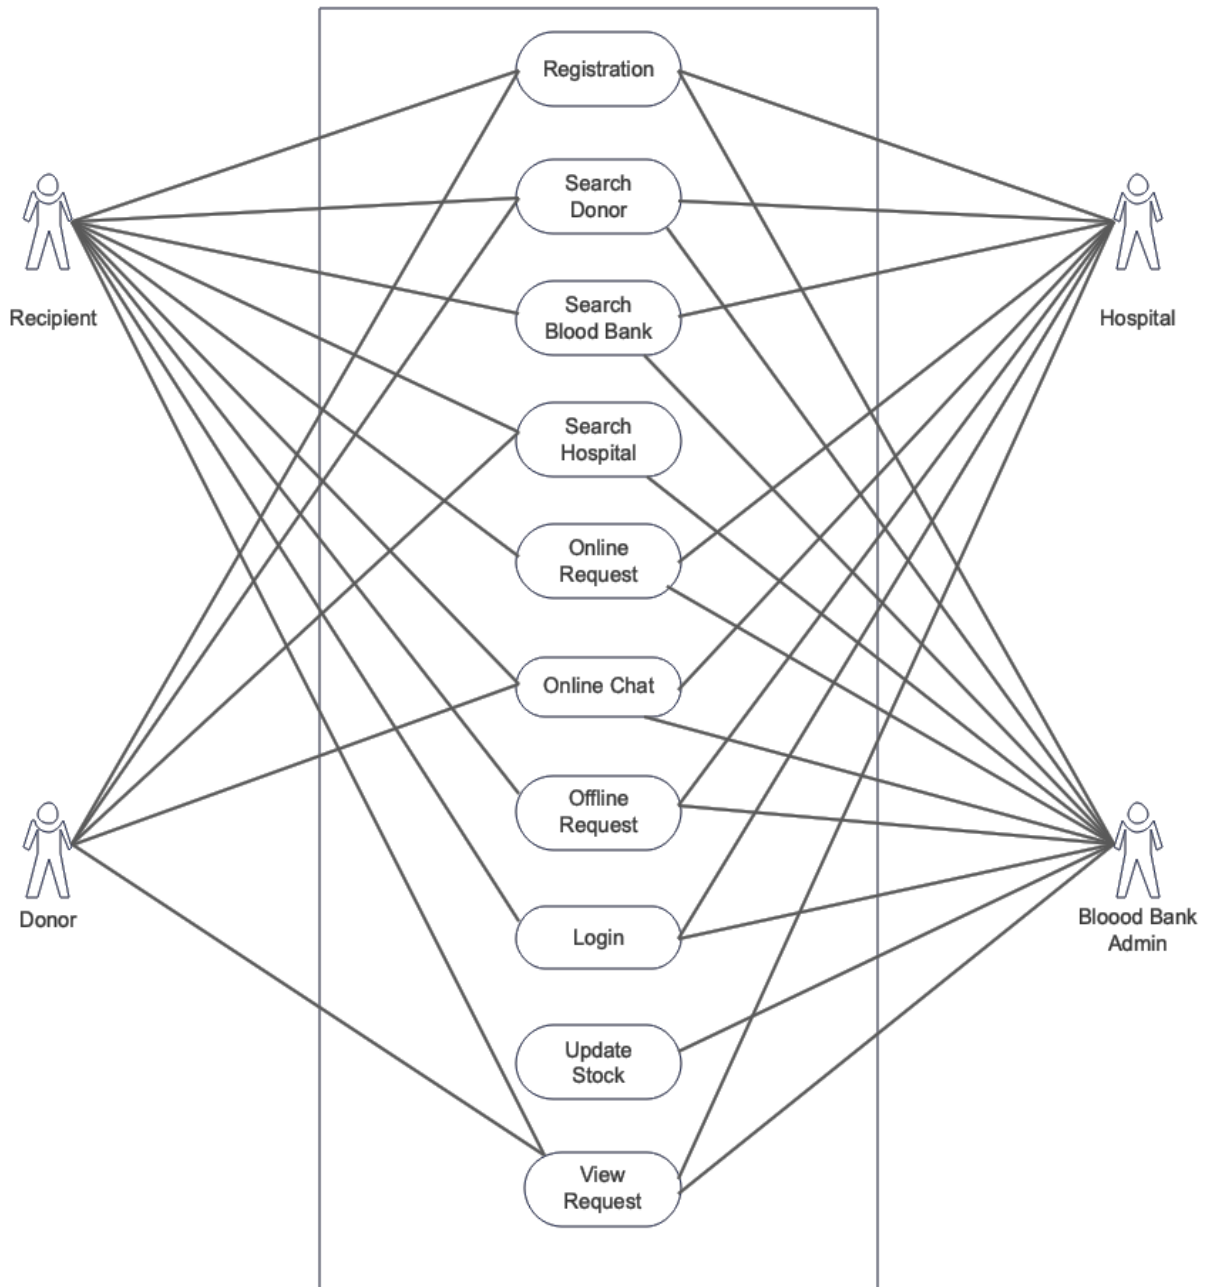 Registration
Search
Donor
Search
Blood Bank
Recipient
Hospital
Search
Hospital
Online
Request
Online Chat
Offline
Request
Donor
Bloood Bank
Admin
Login
Update
Stock
View
Request